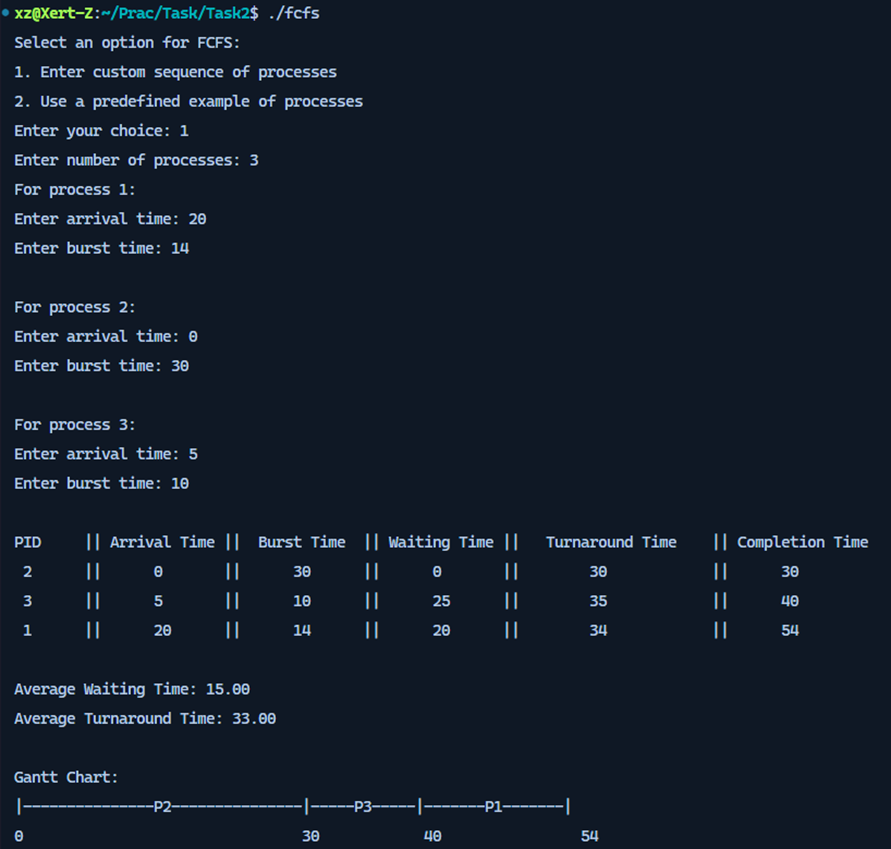 xz@Xert-Z:~/Prac/Task/Task2$ ./fcfs
Select an option for FCFS:
1. Enter custom sequence of processes
2. Use a predefined example of processes
Enter your choice: 1
Enter number of processes: 3
For process 1:
Enter arrival time: 20
Enter burst time: 14

For process 2:
Enter arrival time: 0
Enter burst time: 30

For process 3:
Enter arrival time: 5
Enter burst time: 10

PID || Arrival Time || Burst Time || Waiting Time || Turnaround Time || Completion Time
2 || 0 || 30 || 0 || 30 || 30
3 || 5 || 10 || 25 || 35 || 40
1 || 20 || 14 || 20 || 34 || 54

Average Waiting Time: 15.00
Average Turnaround Time: 33.00

Gantt Chart:
|---------------P2---------------|-----P3-----|-------P1-------|
0 30 40 54